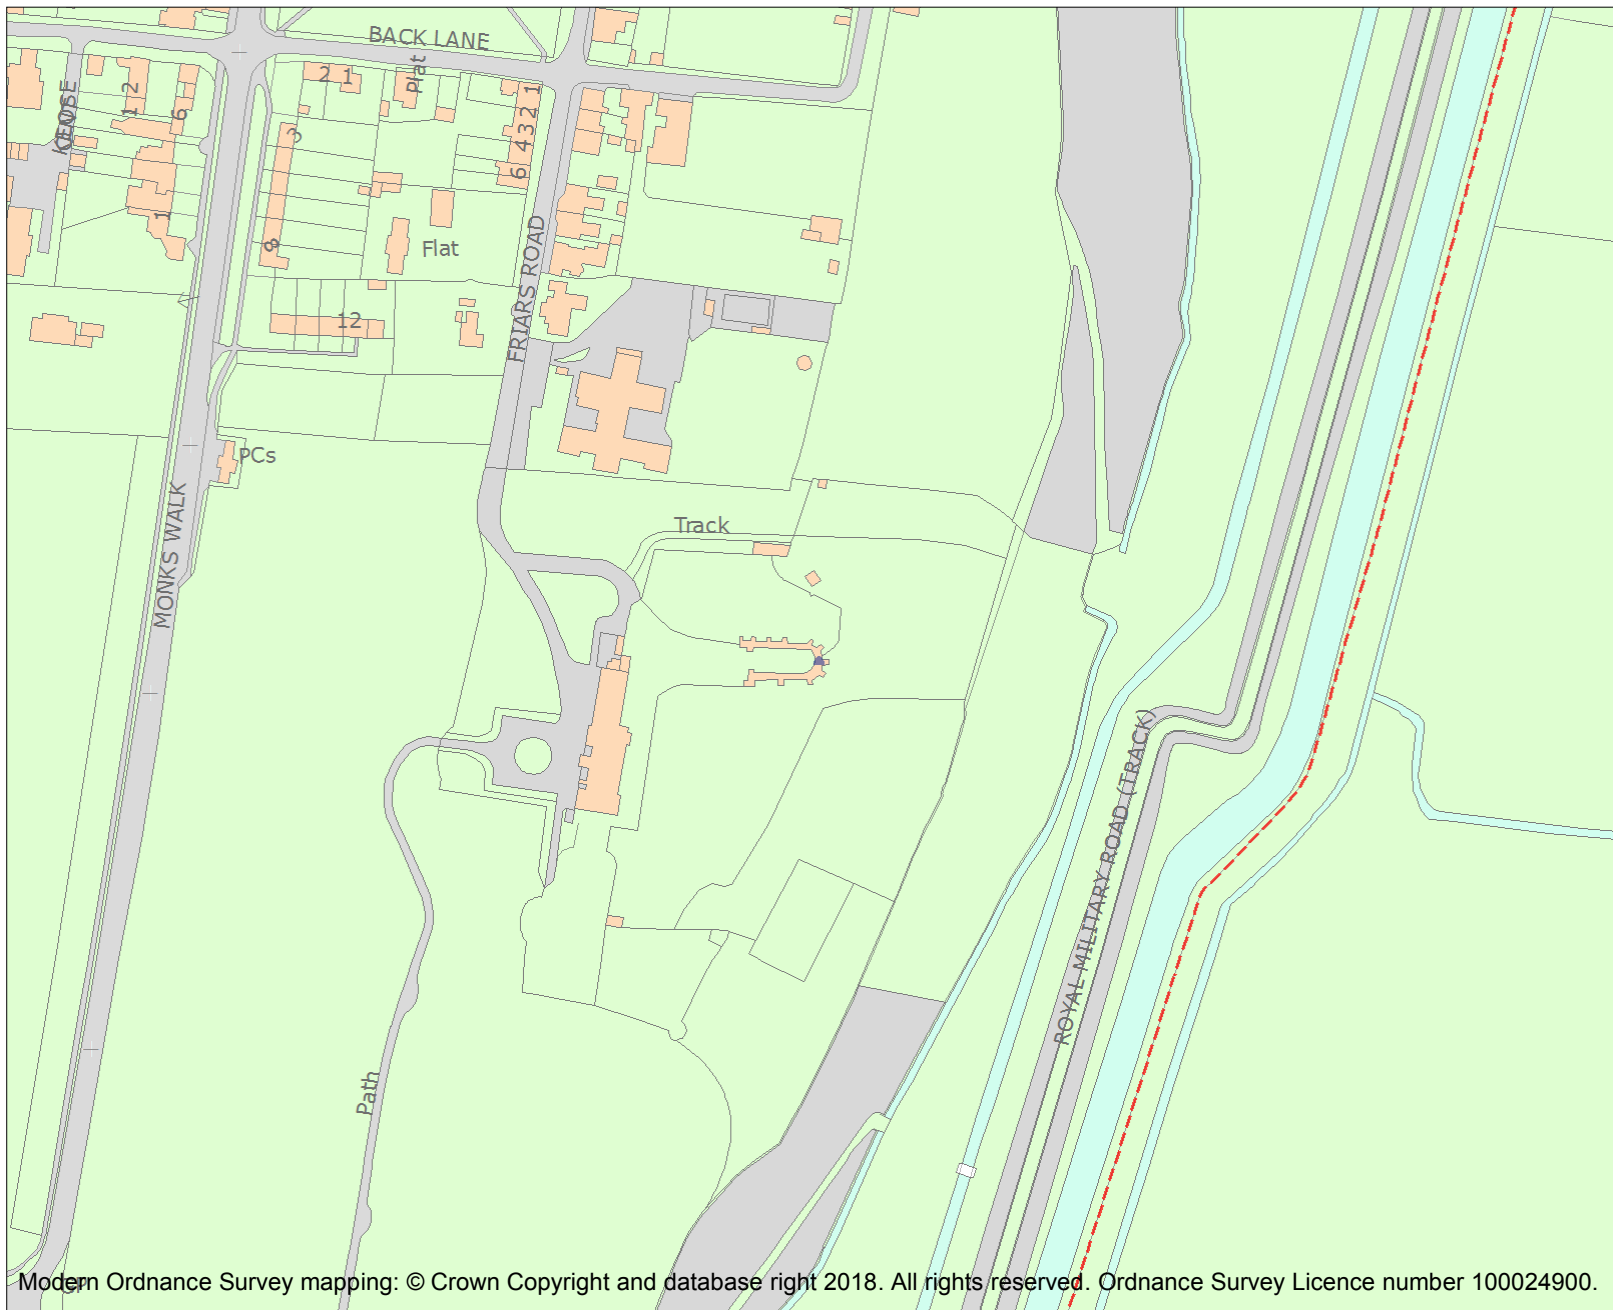 BACK LANE
Plat
2 1
1 2
6
CLOSE
3
1 2 3 4 6
1
8
Flat
FRIARS ROAD
12
PCs
MONKS WALK
Track
ROYAL MILITARY ROAD (TRACK)
Path
GP
Modern Ordnance Survey mapping: © Crown Copyright and database right 2018. All rights reserved. Ordnance Survey Licence number 100024900.